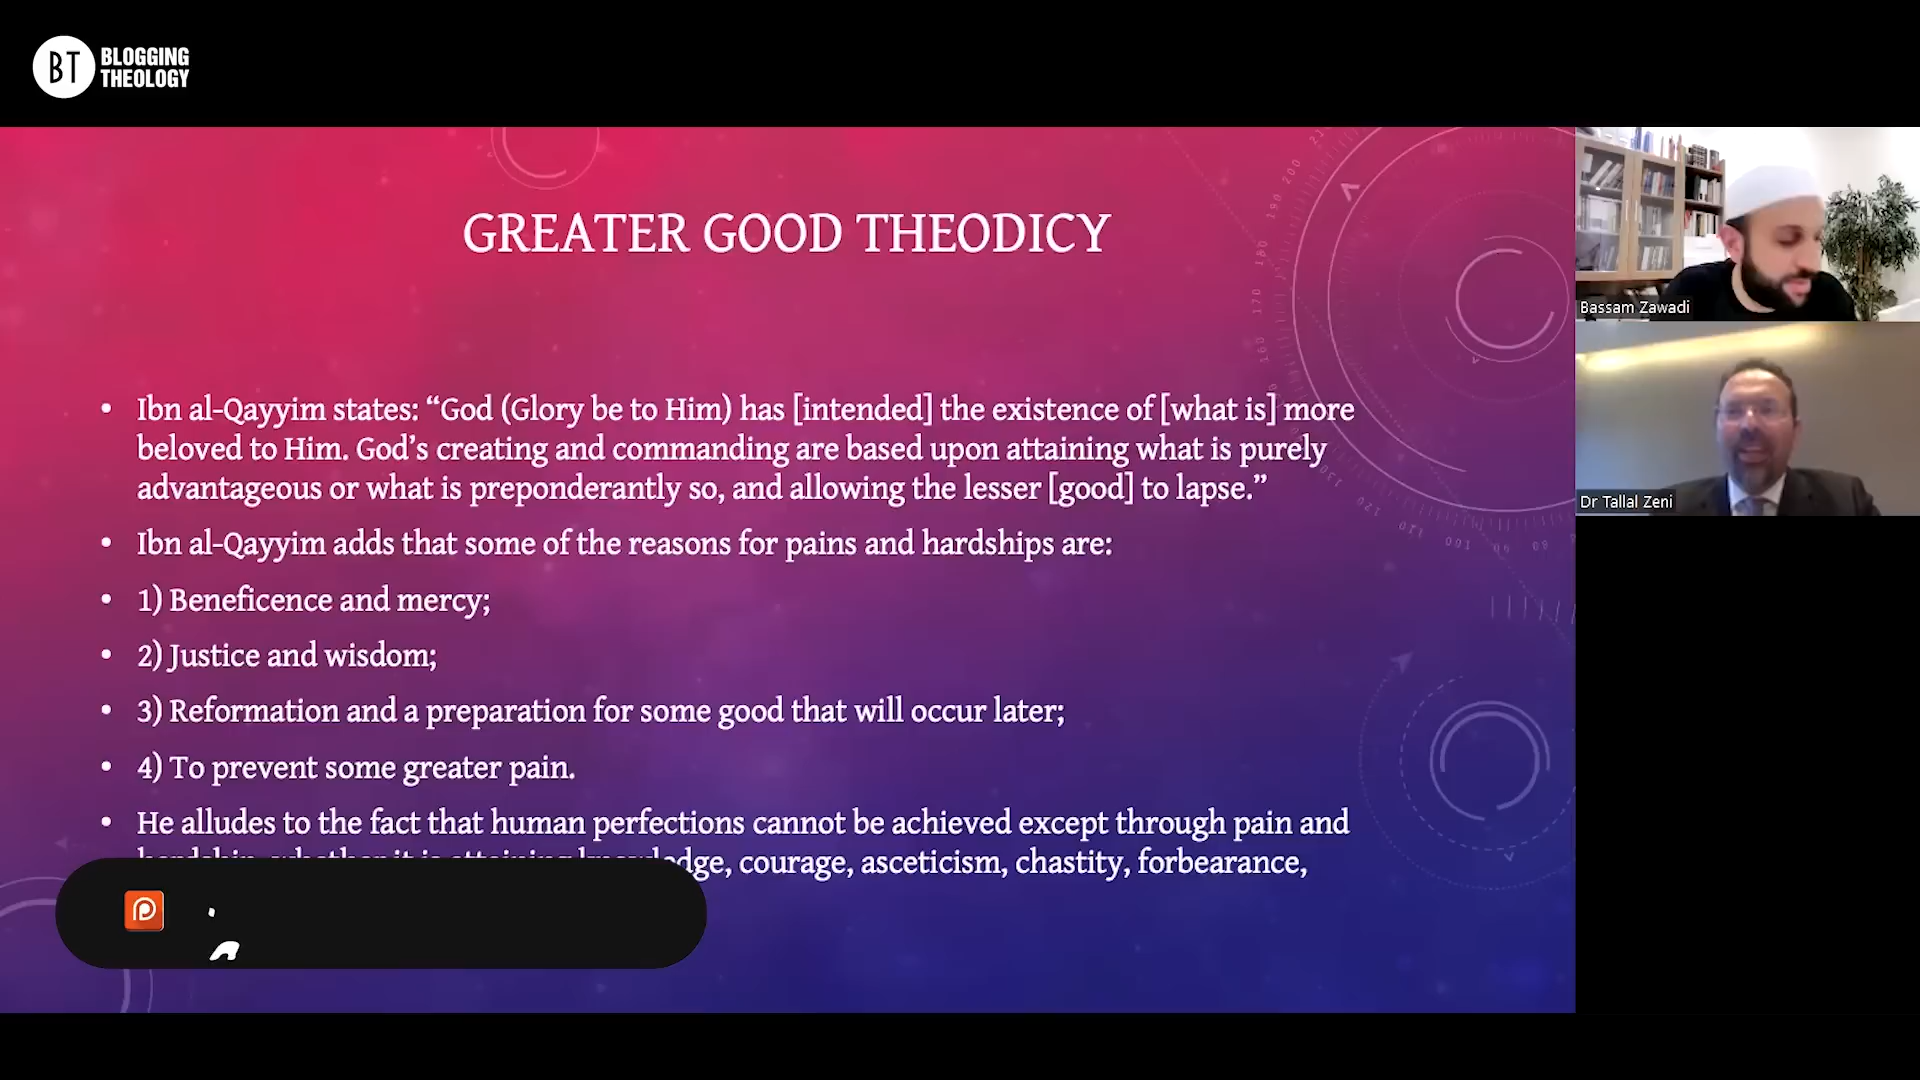 BT BLOGGING
THEOLOGY
GREATER GOOD THEODICY
• Ibn al-Qayyim states: “God (Glory be to Him) has [intended] the existence of [what is] more
beloved to Him. God’s creating and commanding are based upon attaining what is purely
advantageous or what is preponderantly so, and allowing the lesser [good] to lapse.”
• Ibn al-Qayyim adds that some of the reasons for pains and hardships are:
• 1) Beneficence and mercy;
• 2) Justice and wisdom;
• 3) Reformation and a preparation for some good that will occur later;
• 4) To prevent some greater pain.
• He alludes to the fact that human perfections cannot be achieved except through pain and
courage, asceticism, chastity, forbearance,
Bassam Zawadi
Dr Tallal Zeni